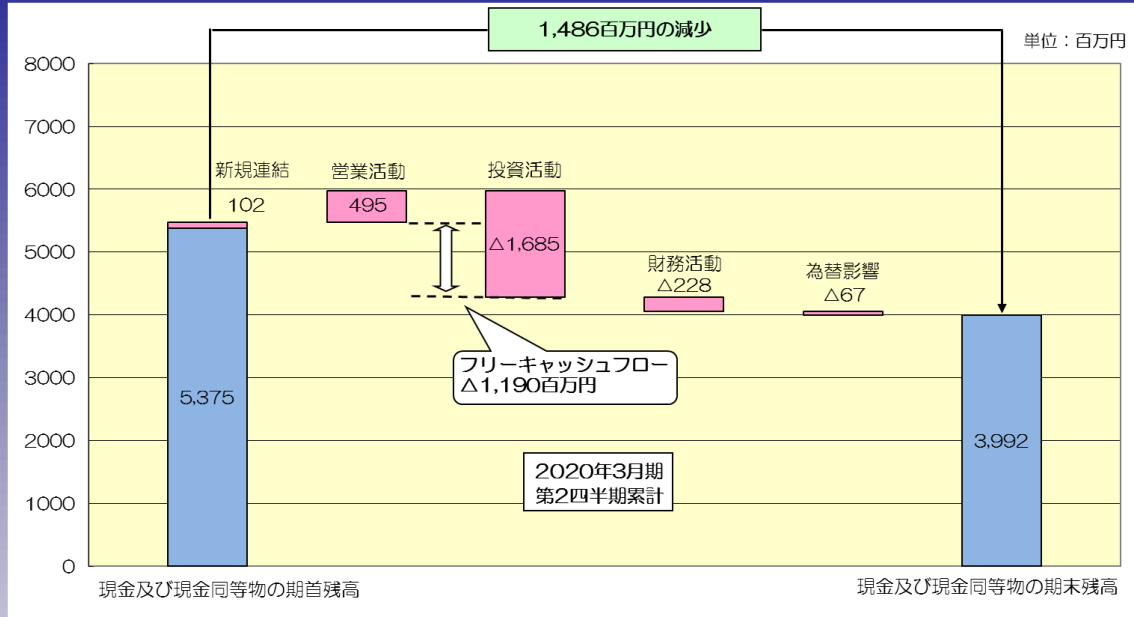 1,486百万円の減少
単位：百万円
8000
7000
6000
5000
4000
3000
2000
1000
0
新規連結
102
営業活動
495
投資活動
△1,685
財務活動
△228
為替影響
△67
フリーキャッシュフロー
△1,190百万円
5,375
3,992
2020年3月期
第2四半期累計
現金及び現金同等物の期首残高
現金及び現金同等物の期末残高